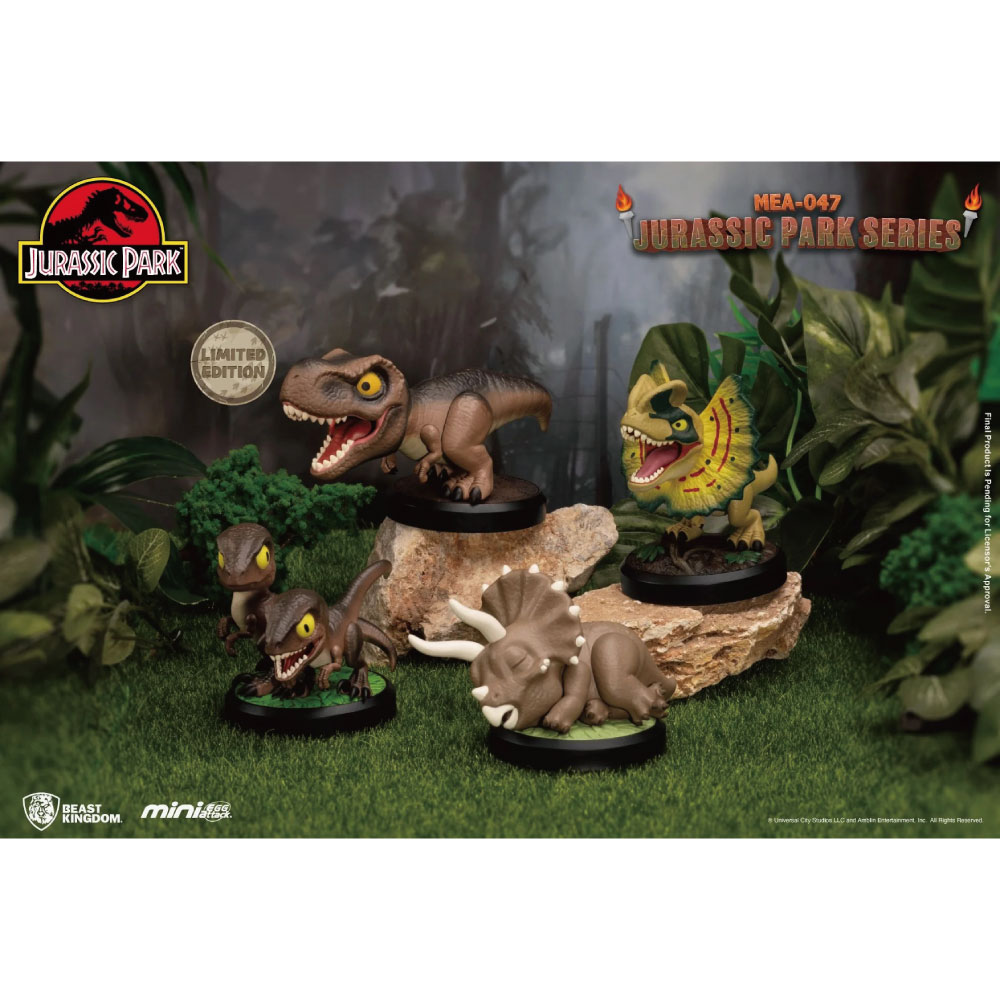 JURASSIC PARK
MEA-047
JURASSIC PARK SERIES
LIMITED
EDITION
Final Product Is Pending for Licensor's Approval.
BEAST
KINGDOM.
mini EGG
attack.
© Universal City Studios LLC and Amblin Entertainment, Inc. All Rights Reserved.